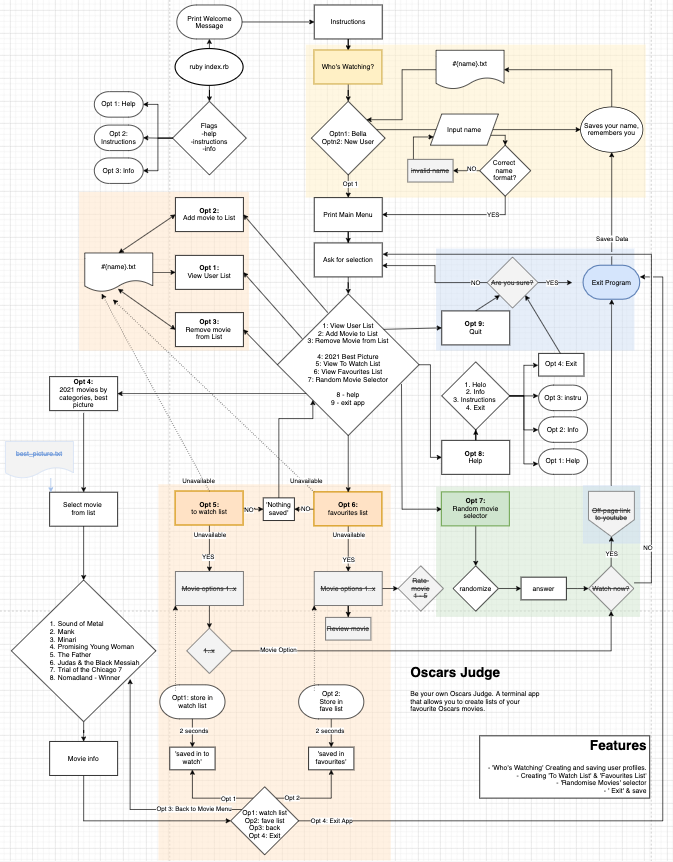 Print Welcome
Message
Instructions
ruby index.rb
Who's Watching?
#{name}.txt
Opt 1: Help
Opt 2:
Instructions
Opt 3: Info
Flags
-help
-instructions
-info
Optn1: Bella
Optn2: New User
Input name
Saves your name,
remembers you
invalid name
NO
Correct
name
format?
Opt 1
YES
Print Main Menu
Opt 2:
Add movie to List
#{name}.txt
Opt 1:
View User List
Opt 3:
Remove movie
from List
Ask for selection
Saves Data
NO
Are you sure?
YES
Exit Program
Opt 9:
Quit
1: View User List
2: Add Movie to List
3: Remove Movie from List
4: 2021 Best Picture
5: View To Watch List
6: View Favourites List
7: Random Movie Selector
8 - help
9 - exit app
Opt 4: Exit
1. Helo
2. Info
3. Instructions
4. Exit
Opt 3: instru
Opt 2: Info
Opt 1: Help
Opt 8:
Help
Opt 4:
2021 movies by
categories, best
picture
best_picture.txt
Select movie
from list
Unavailable
Unavailable
Opt 5:
to watch list
NO
'Nothing
saved'
NO
Opt 6:
favourites list
Opt 7:
Random movie
selector
Off-page link
to youtube
Unavailable
Unavailable
YES
YES
YES
NO
Movie options 1..x
Movie options 1..x
Rate
movie
1 - 5
randomize
answer
Watch now?
Review movie
1..x
Movie Option
1. Sound of Metal
2. Mank
3. Minari
4. Promising Young Woman
5. The Father
6. Judas & the Black Messiah
7. Trial of the Chicago 7
8. Nomadland - Winner
Oscars Judge
Be your own Oscars Judge. A terminal app
that allows you to create lists of your
favourite Oscars movies.
Opt1: store in
watch list
Opt 2:
Store in
fave list
2 seconds
2 seconds
Movie info
'saved in to
watch'
'saved in
favourites'
Features
- 'Who's Watching' Creating and saving user profiles.
- Creating 'To Watch List' & 'Favourites List'
- 'Randomise Movies' selector
- ' Exit' & save
Opt 1
Opt 2
Opt 3: Back to Movie Menu
Op1: watch list
Op2: fave list
Op3: back
Opt 4: Exit
Opt 4: Exit App